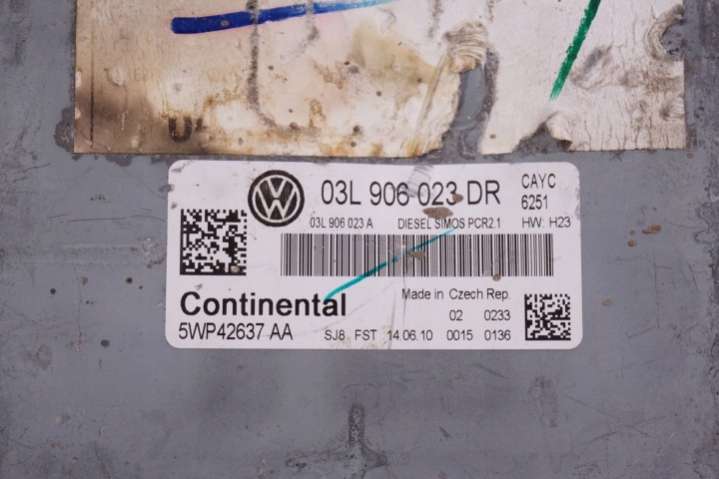 03L 906 023 DR
CAYC
6251
03L 906 023 A DIESEL SIMOS PCR2.1 HW: H23
Continental
Made in Czech Rep.
02 0233
5WP42637 AA
SJ8 FST 14.06.10 0015 0136